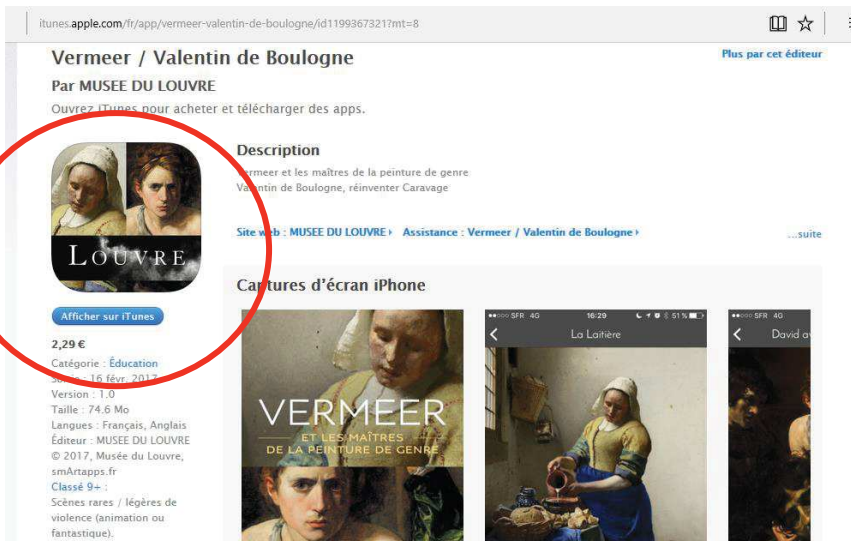 itunes.apple.com/fr/app/vermeer-valentin-de-boulogne/id1199367321?mt=8
Vermeer / Valentin de Boulogne
Plus par cet éditeur
Par MUSEE DU LOUVRE
Ouvrez iTunes pour acheter et télécharger des apps.
LOUVRE
Afficher sur iTunes
2,29 €
Catégorie : Éducation
16 févr. 2017
Version : 1.0
Taille : 74.6 Mo
Langues : Français, Anglais
Éditeur : MUSEE DU LOUVRE
© 2017, Musée du Louvre,
smArtapps.fr
Classé 9+ :
Scènes rares / légères de
violence (animation ou
fantastique).
Description
Vermeer et les maîtres de la peinture de genre
Valentin de Boulogne, réinventer Caravage
Site web : MUSEE DU LOUVRE Assistance : Vermeer / Valentin de Boulogne
...suite
Captures d'écran iPhone
VERMEER
ET LES MAÎTRES
DE LA PEINTURE DE GENRE
SFR 4G 16:29 51 %
La Laitière
SFR 4G
David a